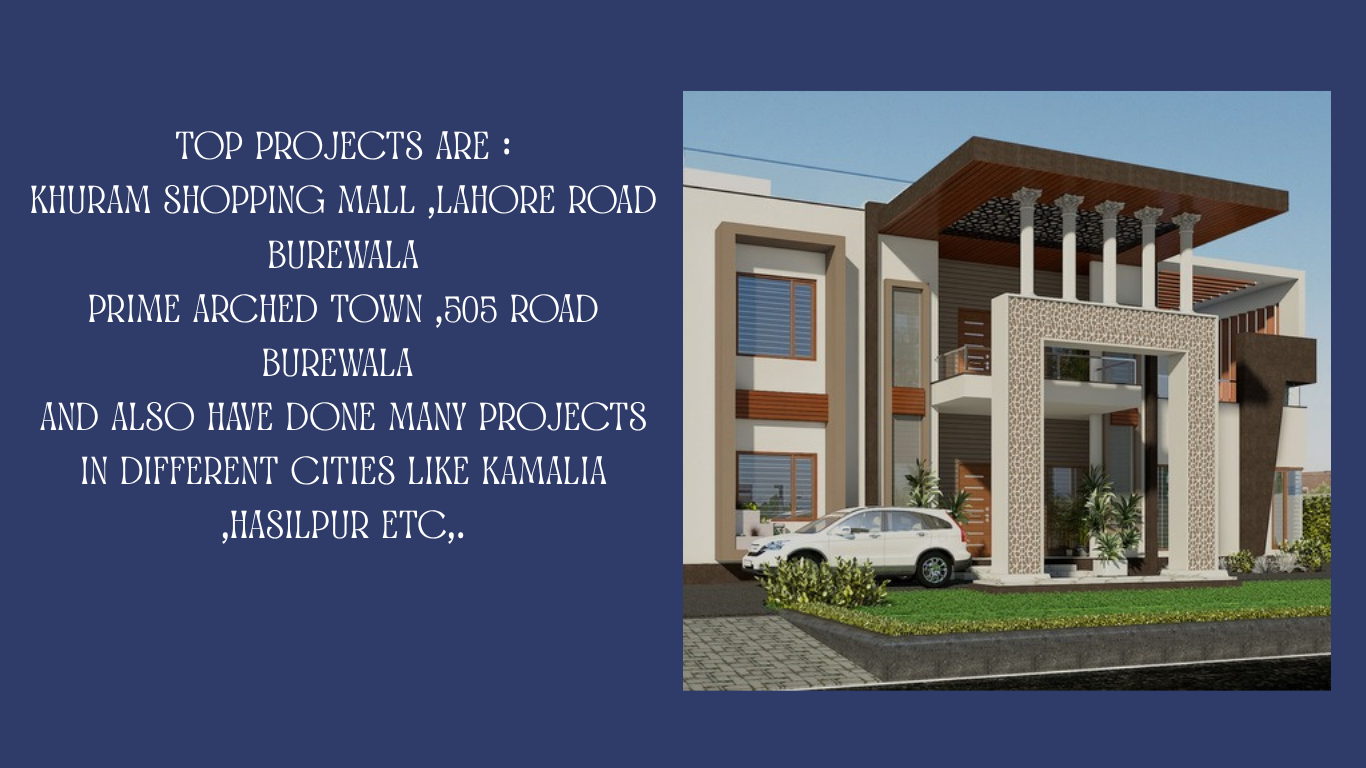 TOP PROJECTS ARE :
KHURAM SHOPPING MALL ,LAHORE ROAD
BUREWALA
PRIME ARCHED TOWN ,505 ROAD
BUREWALA
AND ALSO HAVE DONE MANY PROJECTS
IN DIFFERENT CITIES LIKE KAMALIA
,HASILPUR ETC,.